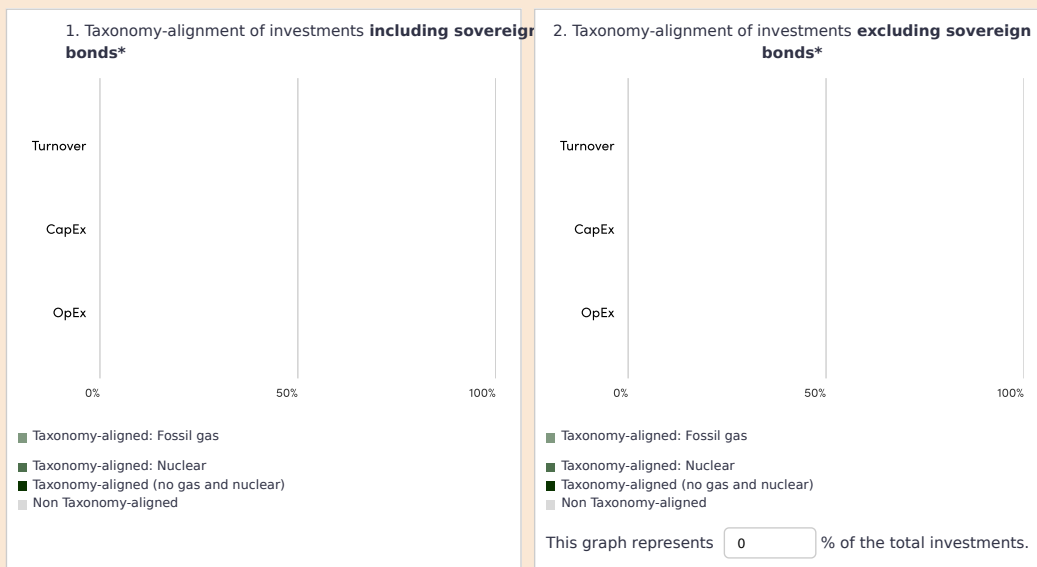 1. Taxonomy-alignment of investments including sovereign
bonds*
Turnover
CapEx
OpEx
0% 50% 100%
Taxonomy-aligned: Fossil gas
Taxonomy-aligned: Nuclear
Taxonomy-aligned (no gas and nuclear)
Non Taxonomy-aligned
2. Taxonomy-alignment of investments excluding sovereign
bonds*
Turnover
CapEx
OpEx
0% 50% 100%
Taxonomy-aligned: Fossil gas
Taxonomy-aligned: Nuclear
Taxonomy-aligned (no gas and nuclear)
Non Taxonomy-aligned
This graph represents 0 % of the total investments.